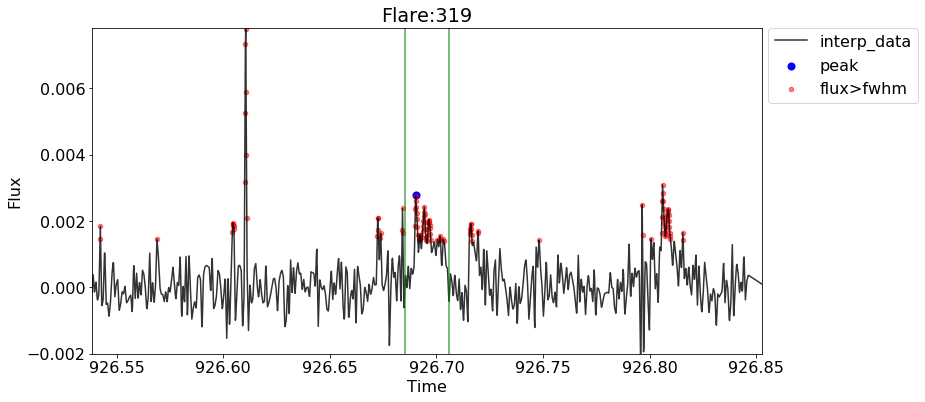 Flare:319
interp_data
peak
flux>fwhm
Flux
0.006
0.004
0.002
0.000
−0.002
926.55 926.60 926.65 926.70 926.75 926.80 926.85
Time